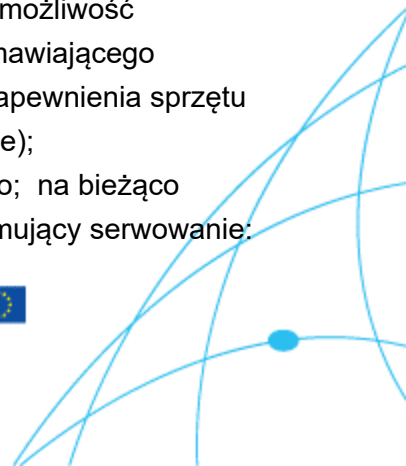 możliwość
nawiającego
apewnienia sprzętu
e);
o;  na bieżąco
mujący serwowanie: